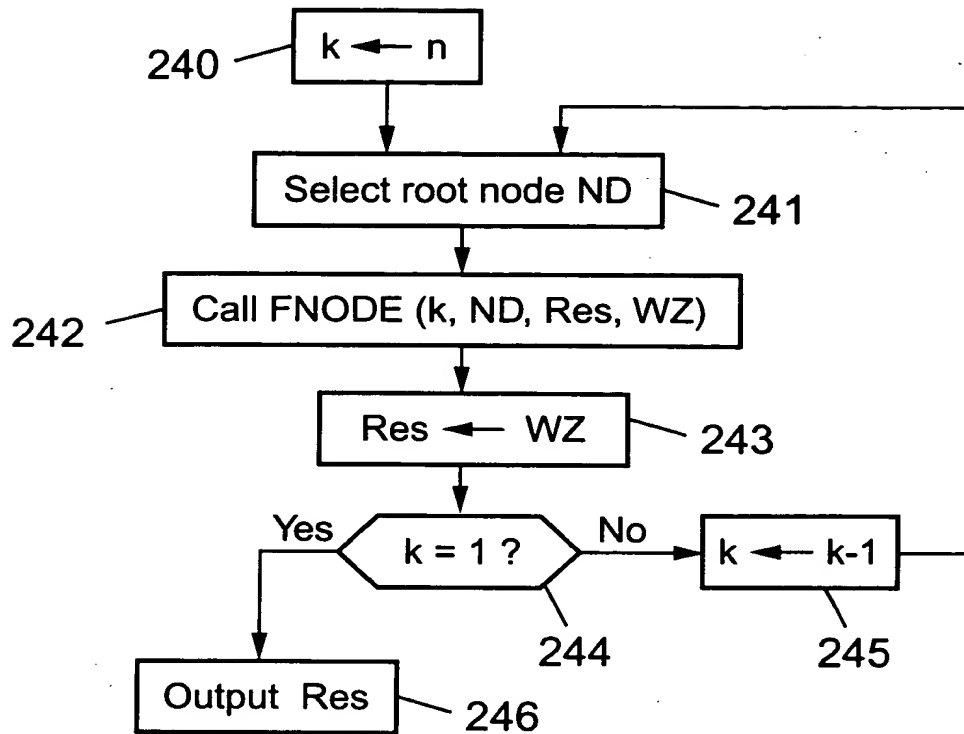 240
k ← n
Select root node ND
241
242
Call FNODE (k, ND, Res, WZ)
Res ← WZ
243
Yes
k = 1 ?
No
k ← k-1
244
245
Output Res
246